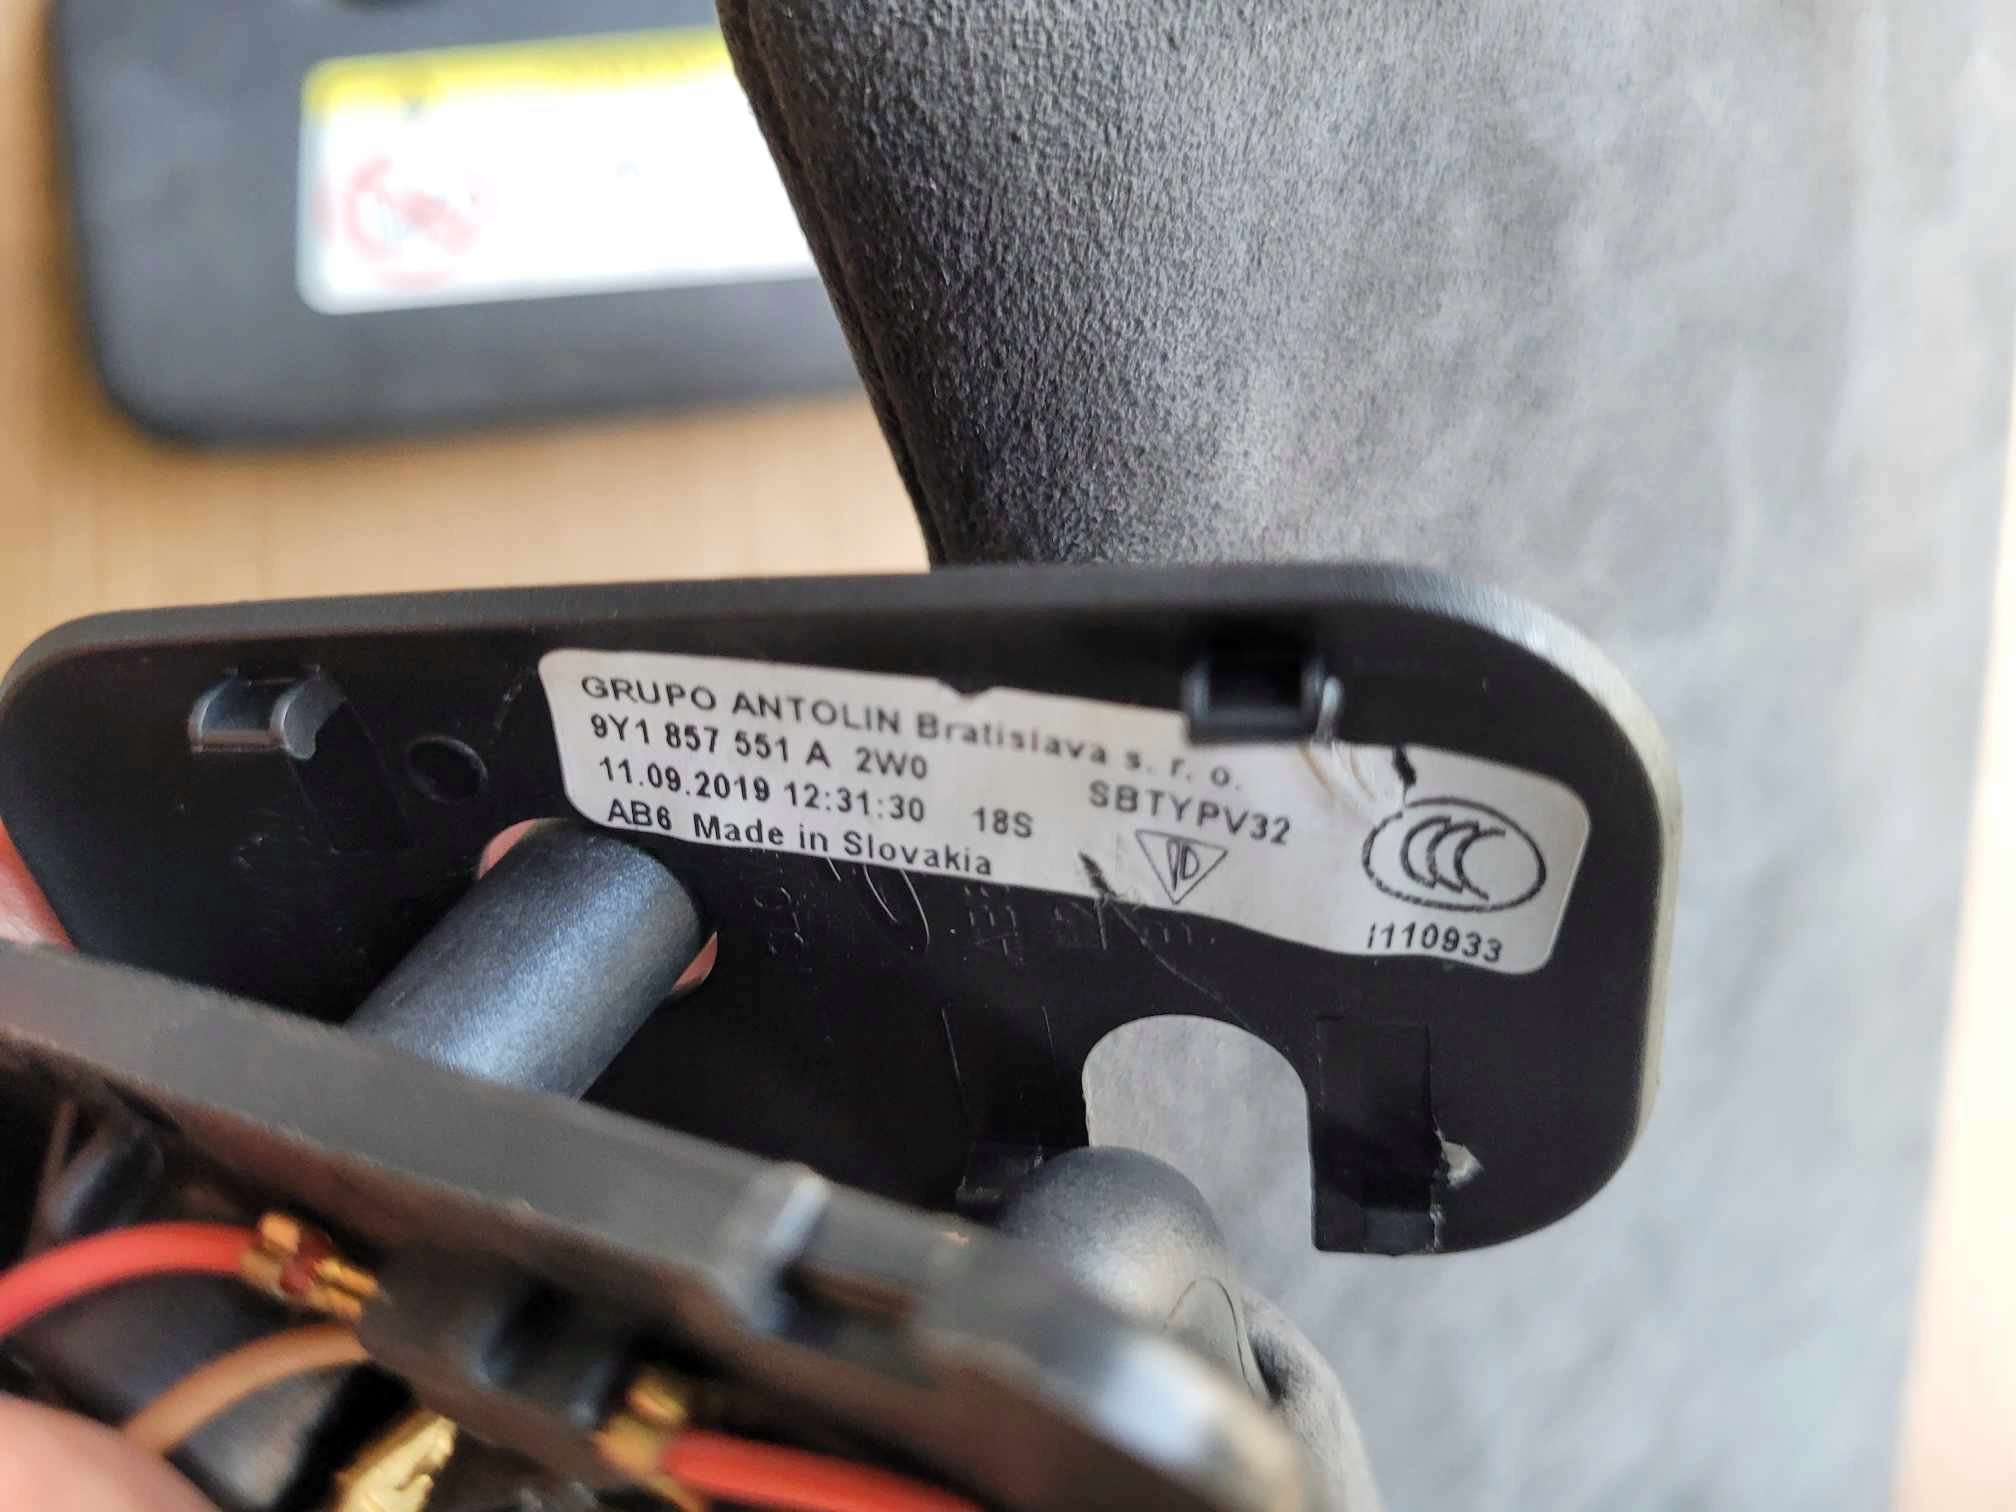 GRUPO ANTOLIN Bratislava s. r. o.
9Y1 857 551 A 2W0
SBTYPV32
11.09.2019 12:31:30 18S
AB6 Made in Slovakia
i110933